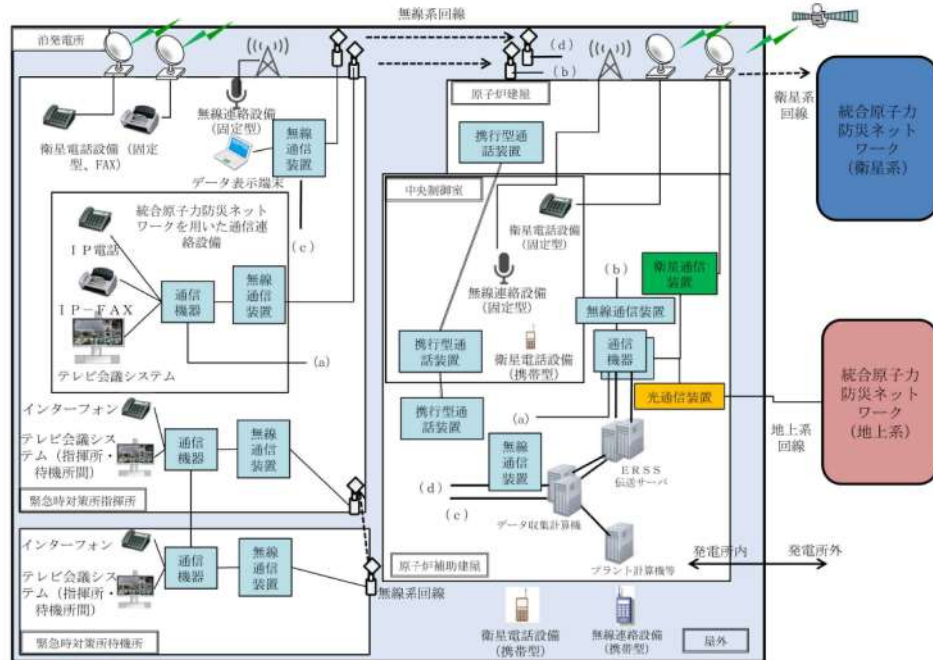 無線系回線
泊発電所
衛星電話設備（固定
型、FAX）
無線連絡設備
（固定型）
データ表示端末
無線
通信
装置
(c)
統合原子力防災ネット
ワークを用いた通信連
絡設備
ＩＰ電話
ＩＰ－ＦＡＸ
テレビ会議システム
通信
機器
無線
通信
装置
(a)
インターフォン
テレビ会議シス
テム（指揮所・
待機所間）
通信
機器
無線
通信
装置
緊急時対策所指揮所
インターフォン
テレビ会議シス
テム（指揮所・
待機所間）
通信
機器
無線
通信
装置
緊急時対策所待機所
無線系回線
(d)
(b)
原子炉建屋
携行型通
話装置
中央制御室
衛星電話設備
（固定型）
無線連絡設備
（固定型）
携行型通
話装置
衛星電話設備
（携帯型）
携行型通
話装置
(b)
無線通信装置
衛星通信
装置
通信
機器
光通信装置
(a)
無線
通信
装置
ＥＲＳＳ
伝送サーバ
(d)
(c)
データ収集計算機
プラント計算機等
原子炉補助建屋
衛星電話設備
（携帯型）
無線連絡設備
（携帯型）
屋外
発電所内
発電所外
衛星系
回線
統合原子力
防災ネット
ワーク
（衛星系）
地上系
回線
統合原子力
防災ネット
ワーク
（地上系）